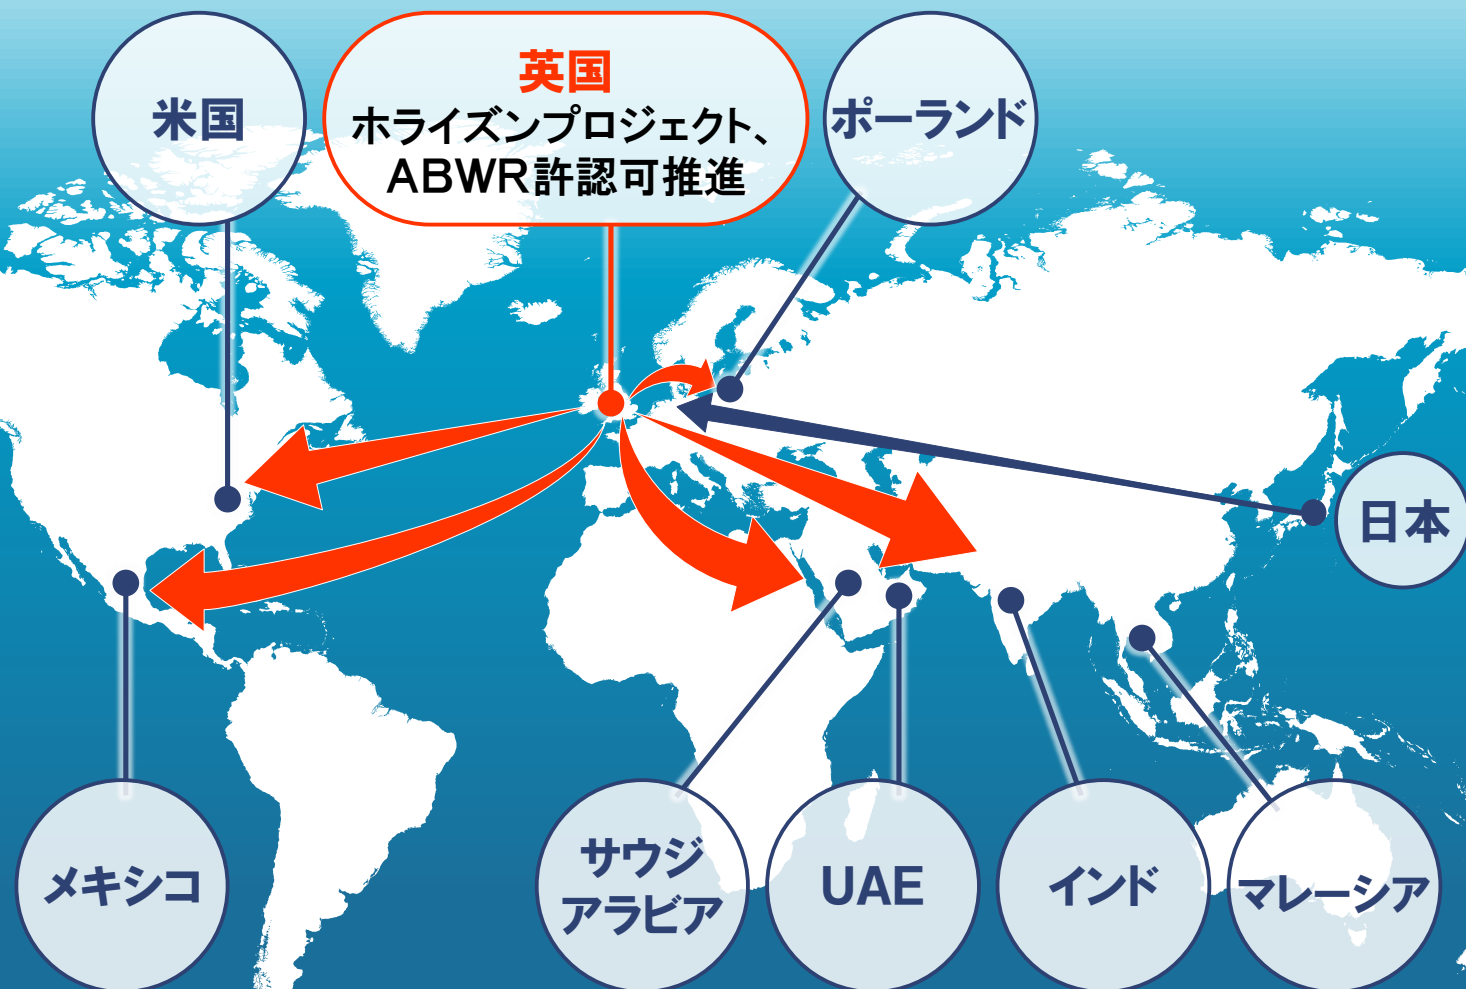 米国
英国
ホライズンプロジェクト、
ABWR許認可推進
ポーランド
日本
メキシコ
サウジ
アラビア
UAE
インド
マレーシア